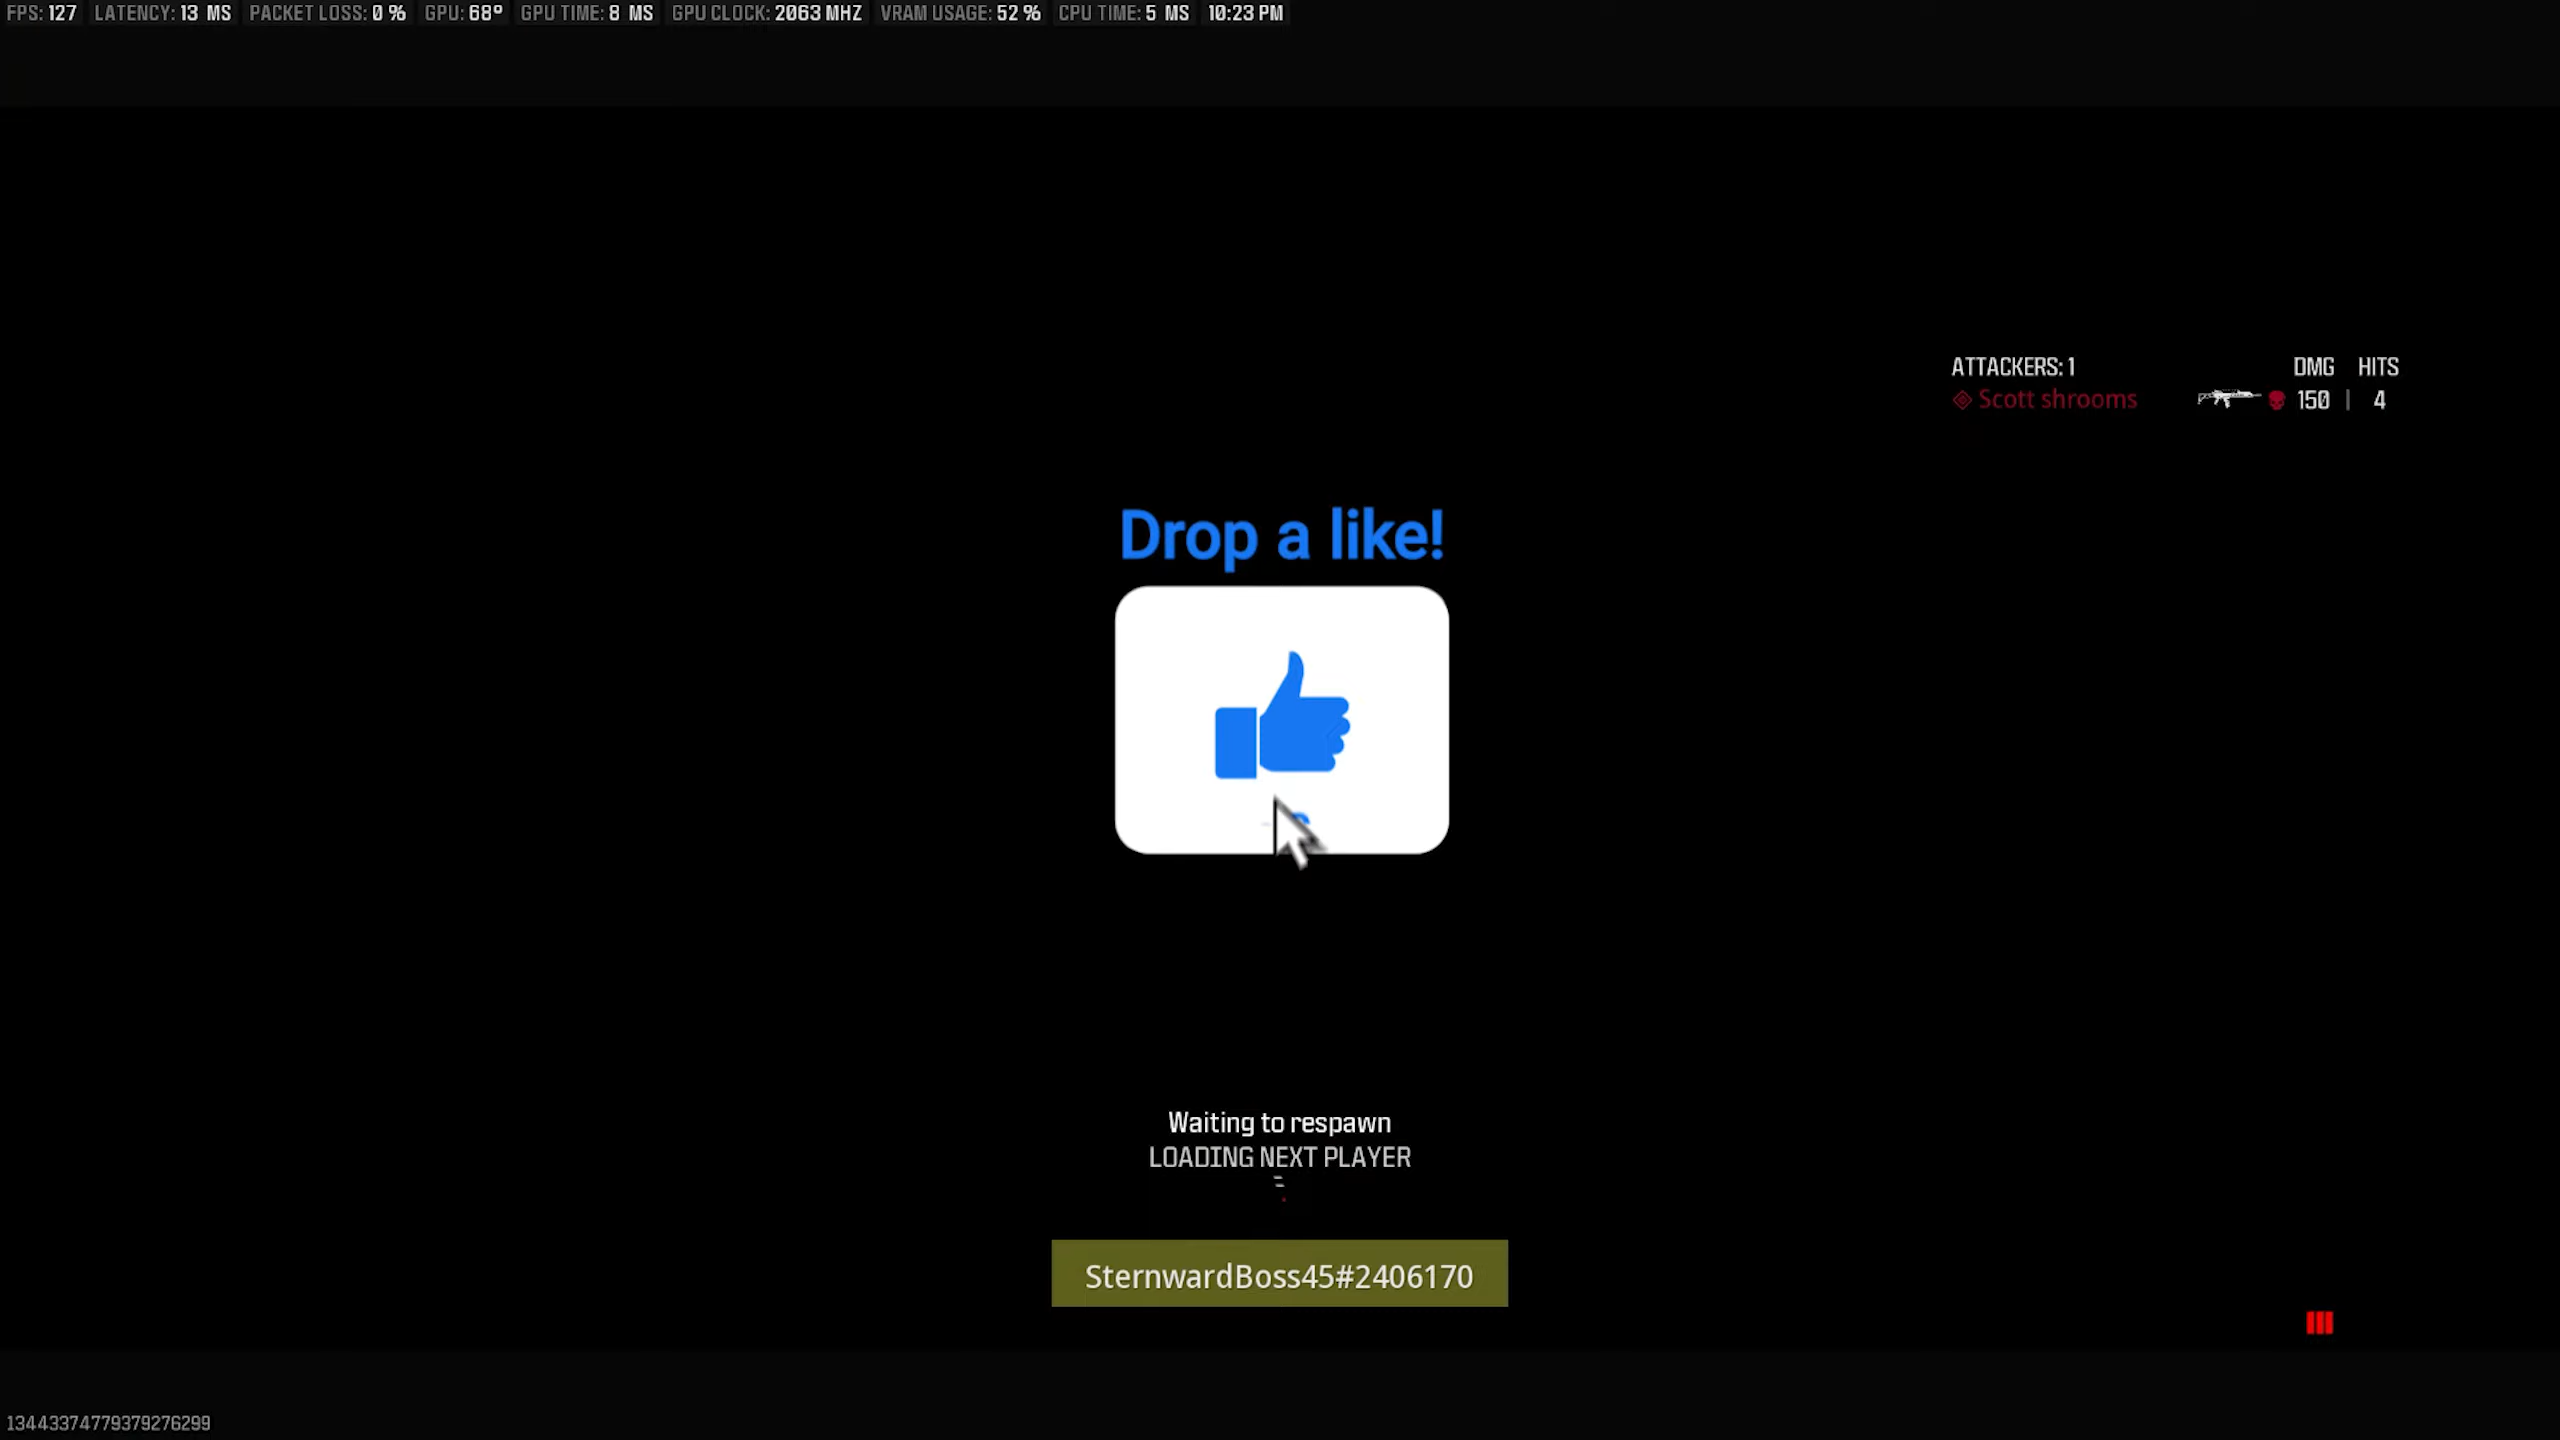 FPS: 127 LATENCY: 13 MS PACKET LOSS: 0 % GPU: 68° GPU TIME: 8 MS GPU CLOCK: 2063 MHZ VRAM USAGE: 52 % CPU TIME: 5 MS 10:23 PM
ATTACKERS: 1 DMG HITS
Scott shrooms 150 | 4
Drop a like!
Waiting to respawn
LOADING NEXT PLAYER
SternwardBoss45#2406170
13443374779379276299